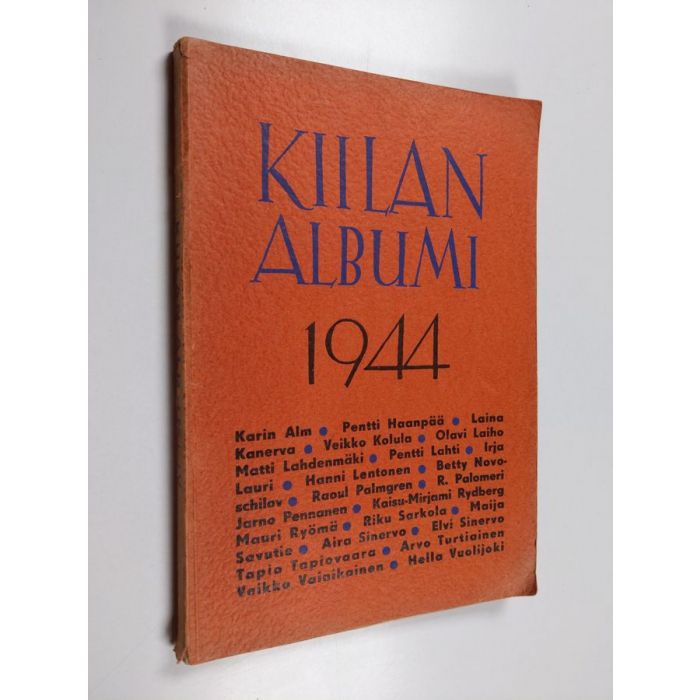 KIILAN
ALBUMI
1944
Karin Alm • Pentti Haanpää • Laina
Kanerva • Veikko Kolula • Olavi Laiho
Matti Lahdenmäki • Pentti Lahti • Irja
Lauri • Hanni Lentonen • Betty Novo-
schilov • Raoul Palmgren • R. Palomeri
Jarno Pennanen • Kaisu-Mirjami Rydberg
Mauri Ryömä • Riku Sarkola • Maija
Savutie • Aira Sinervo • Elvi Sinervo
Tapio Tapiovaara • Arvo Turtiainen
Vaikko Vainikainen • Hella Vuolijoki